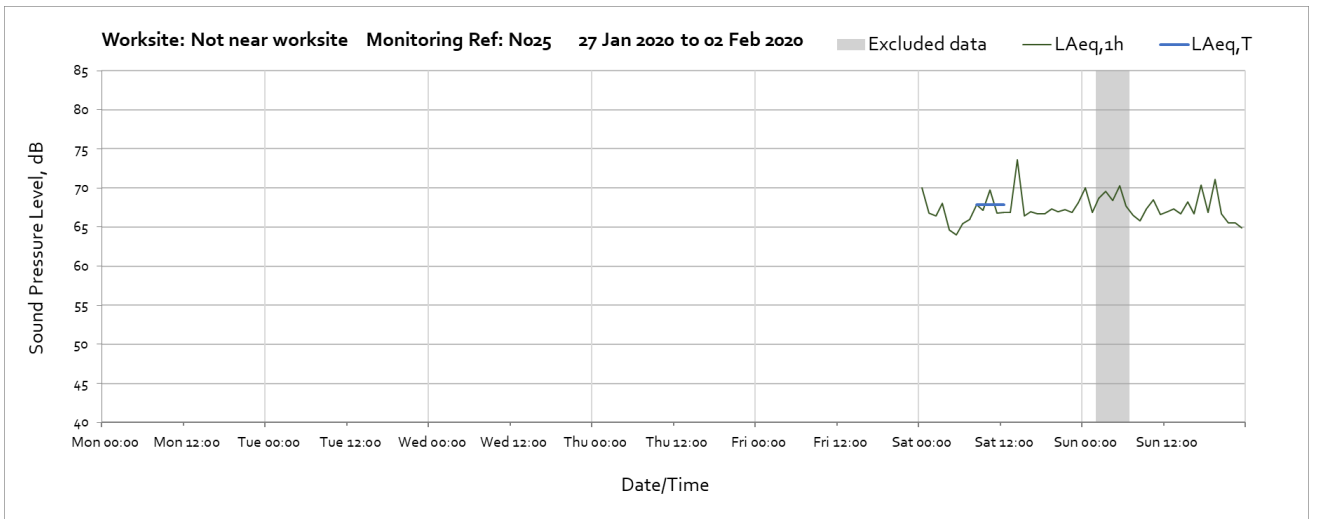 Worksite: Not near worksite Monitoring Ref: N025 27 Jan 2020 to 02 Feb 2020
Excluded data LAeq,1h LAeq,T
Sound Pressure Level, dB
85
80
75
70
65
60
55
50
45
40
Mon 00:00 Mon 12:00 Tue 00:00 Tue 12:00 Wed 00:00 Wed 12:00 Thu 00:00 Thu 12:00 Fri 00:00 Fri 12:00 Sat 00:00 Sat 12:00 Sun 00:00 Sun 12:00
Date/Time